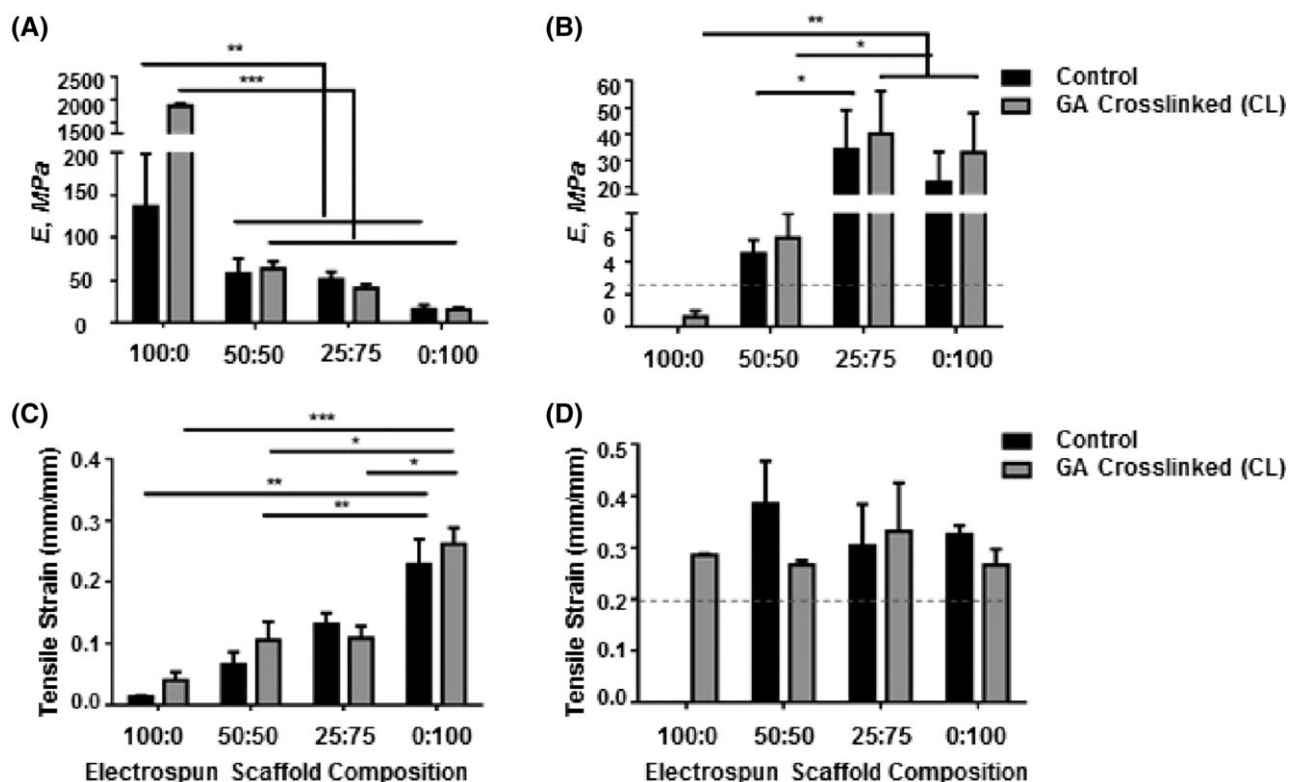 (A)
**
***
E, MPa
2500
2000
1500
200
150
100
50
0
100:0 50:50 25:75 0:100
(B)
**
*
*
E, MPa
60
50
40
30
20
6
4
2
0
100:0 50:50 25:75 0:100
Control
GA Crosslinked (CL)
(C)
***
*
*
**
**
Tensile Strain (mm/mm)
0.4
0.3
0.2
0.1
0.0
100:0 50:50 25:75 0:100
Electrospun Scaffold Composition
(D)
Tensile Strain (mm/mm)
0.5
0.4
0.3
0.2
0.1
0.0
100:0 50:50 25:75 0:100
Electrospun Scaffold Composition
Control
GA Crosslinked (CL)